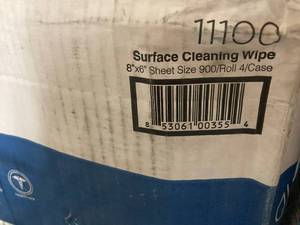 11100
Surface Cleaning Wipe
8"x6" Sheet Size 900/Roll 4/Case
8 53061 00355 4